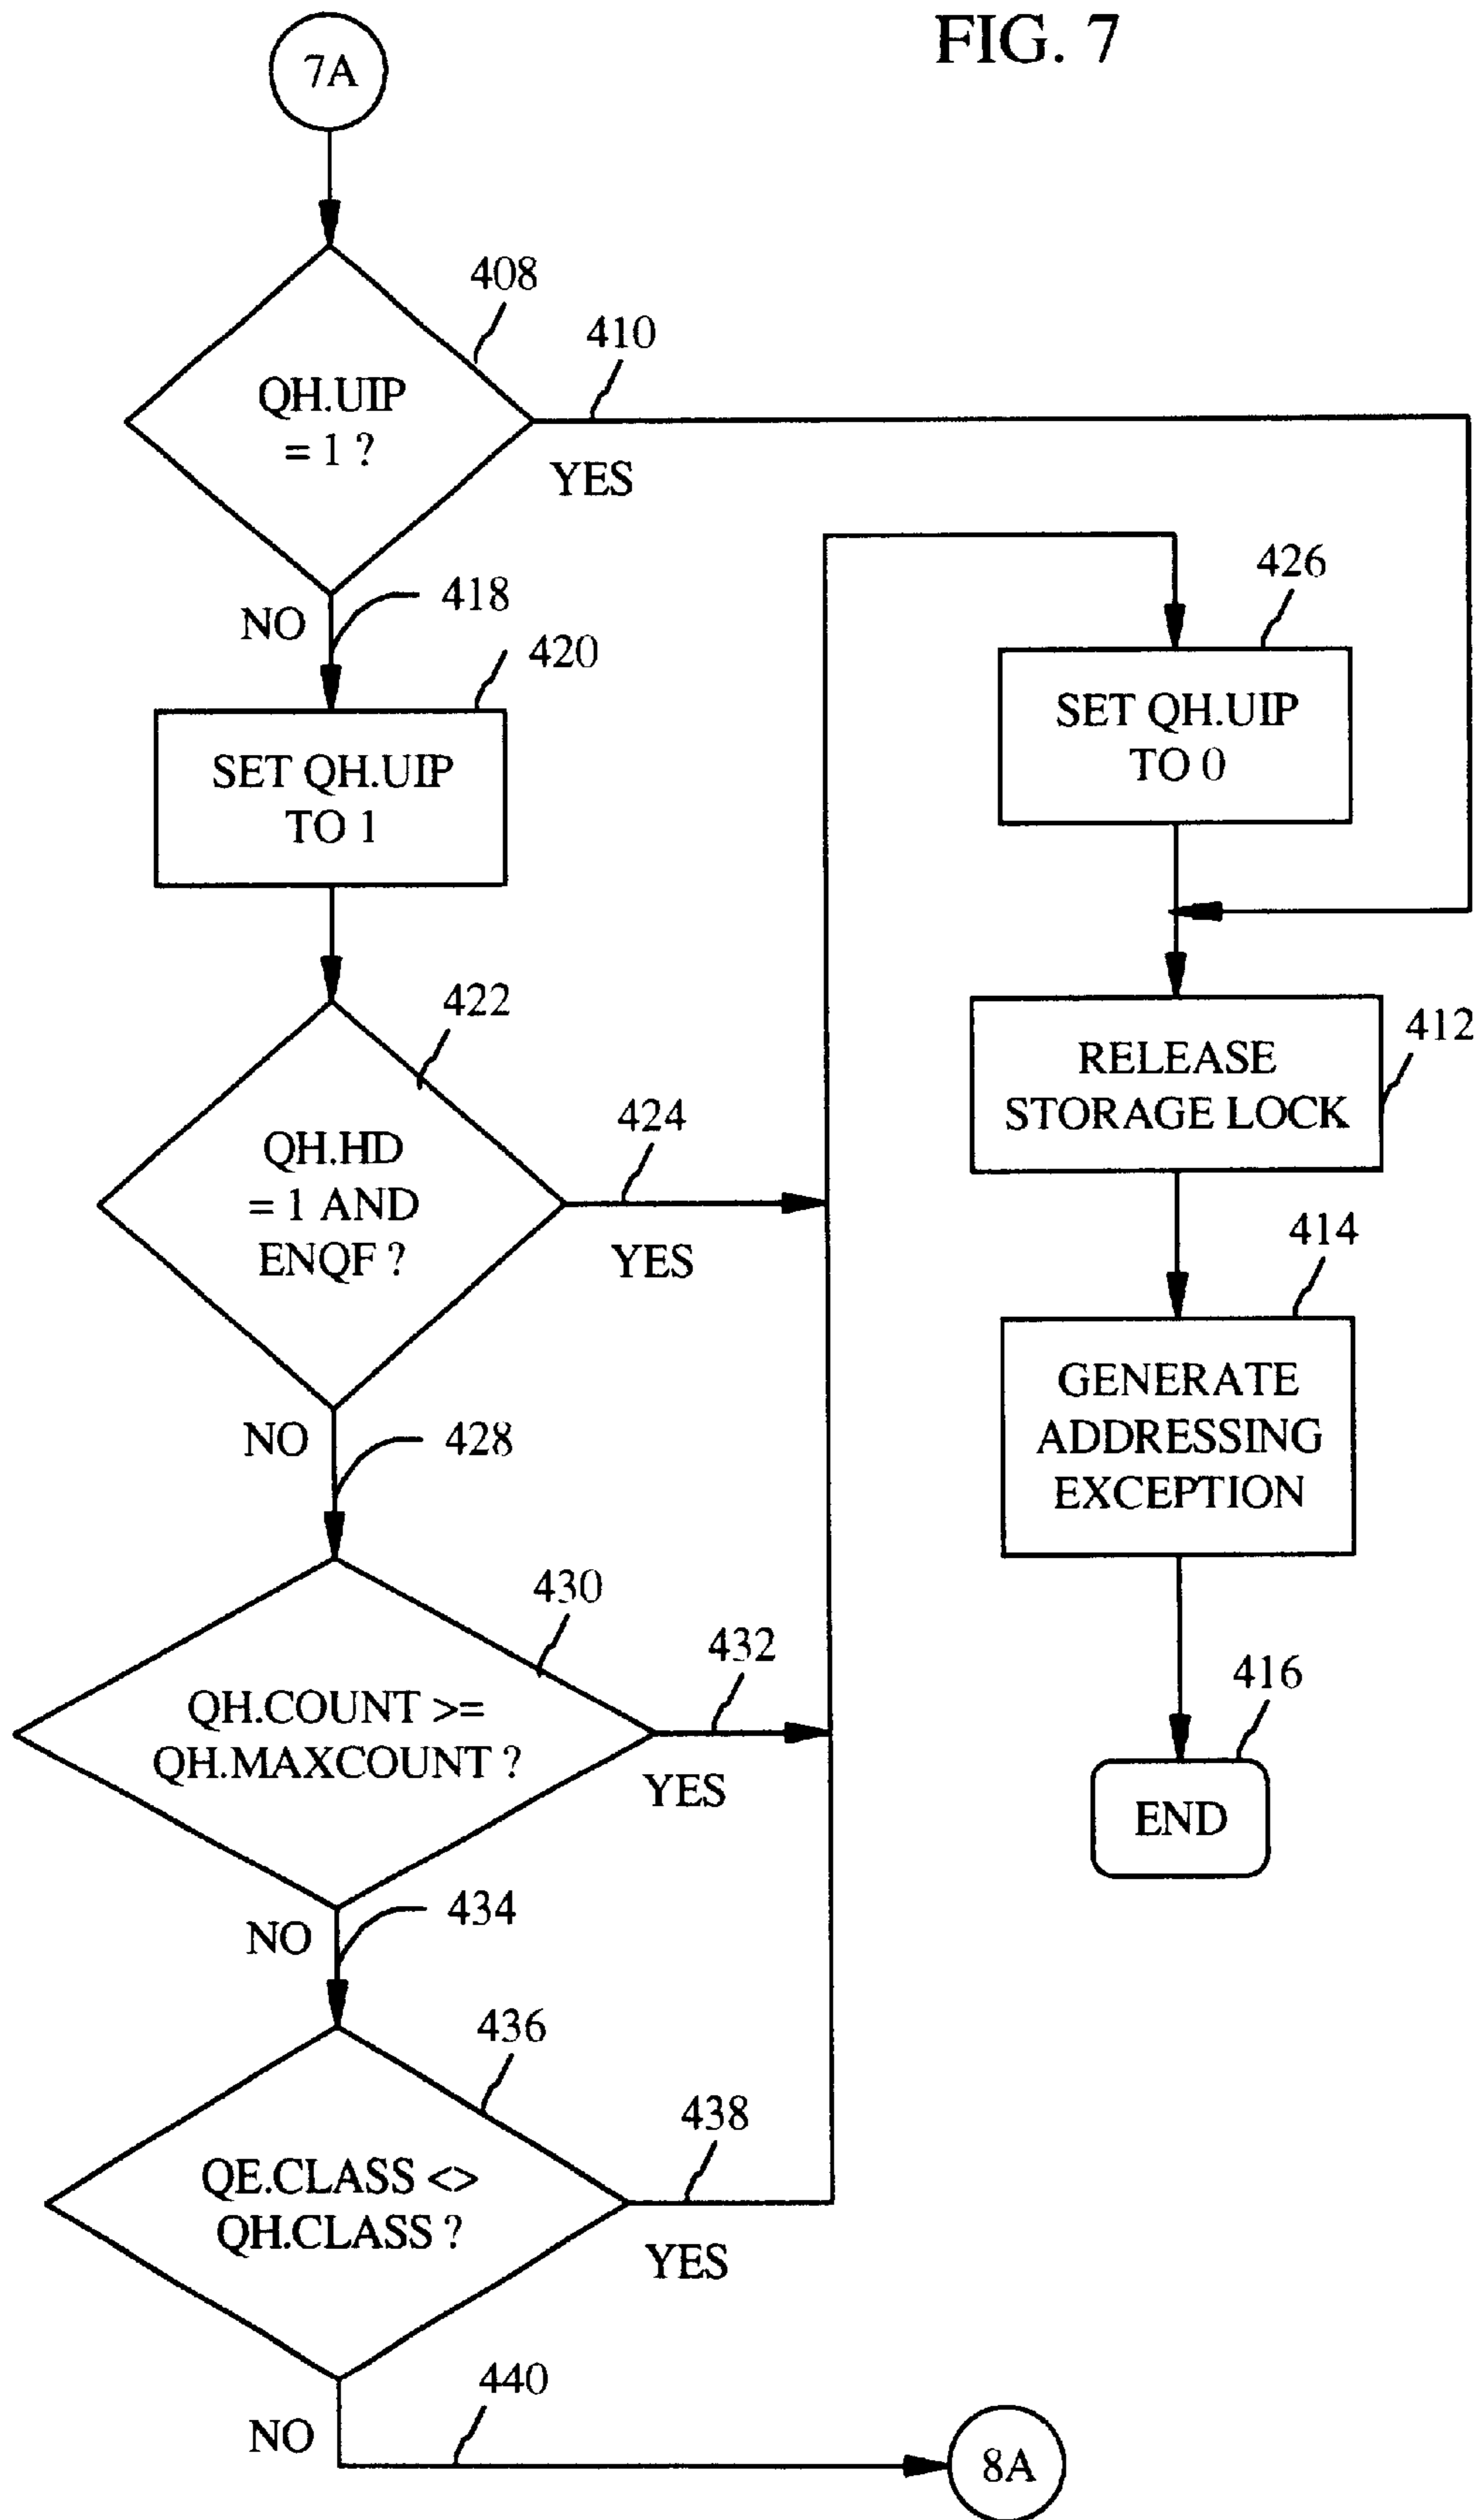 FIG. 7
7A
408
410
QH.UIP
= 1 ?
YES
NO
418
420
SET QH.UIP
TO 1
426
SET QH.UIP
TO 0
422
QH.HD
= 1 AND
ENQF ?
424
YES
412
RELEASE
STORAGE LOCK
414
GENERATE
ADDRESSING
EXCEPTION
NO
428
430
QH.COUNT >=
QH.MAXCOUNT ?
432
YES
416
END
NO
434
436
QE.CLASS <>
QH.CLASS ?
438
YES
NO
440
8A